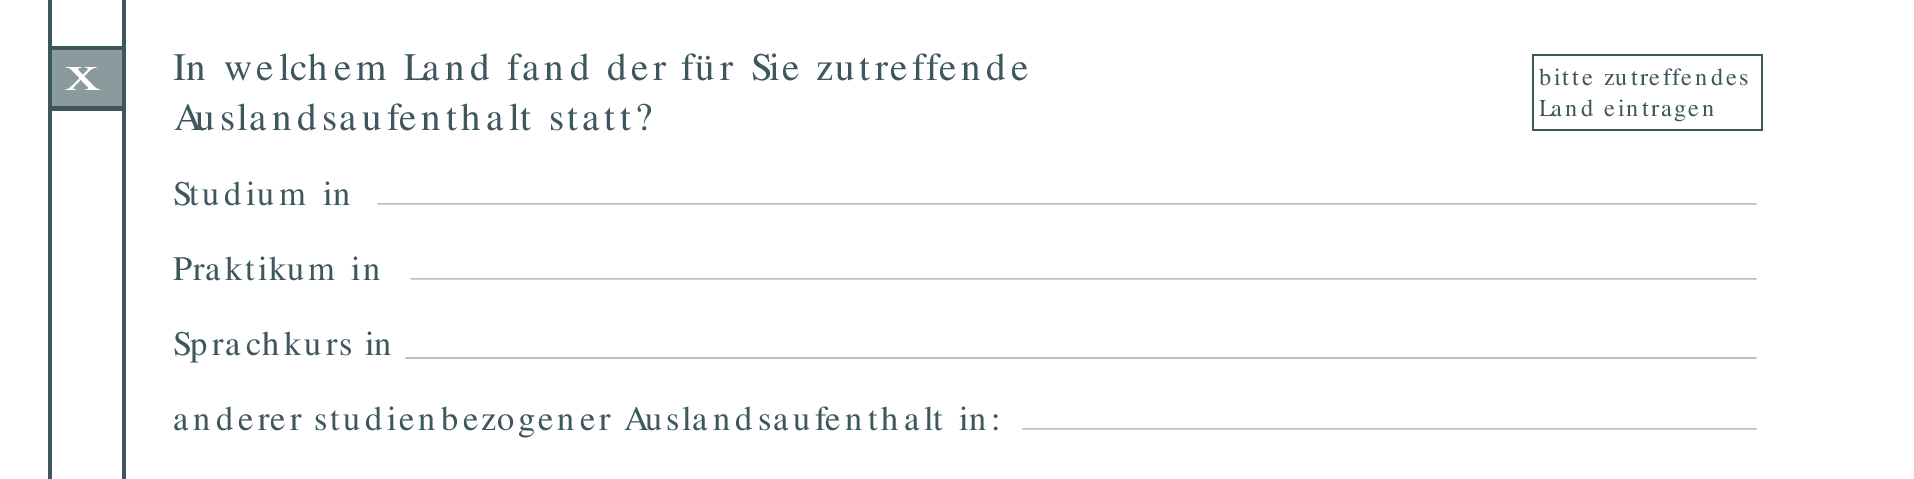 x
In welchem Land fand der für Sie zutreffende
Auslandsaufenthalt statt?
bitte zutreffendes
Land eintragen
Studium in
Praktikum in
Sprachkurs in
anderer studienbezogener Auslandsaufenthalt in: